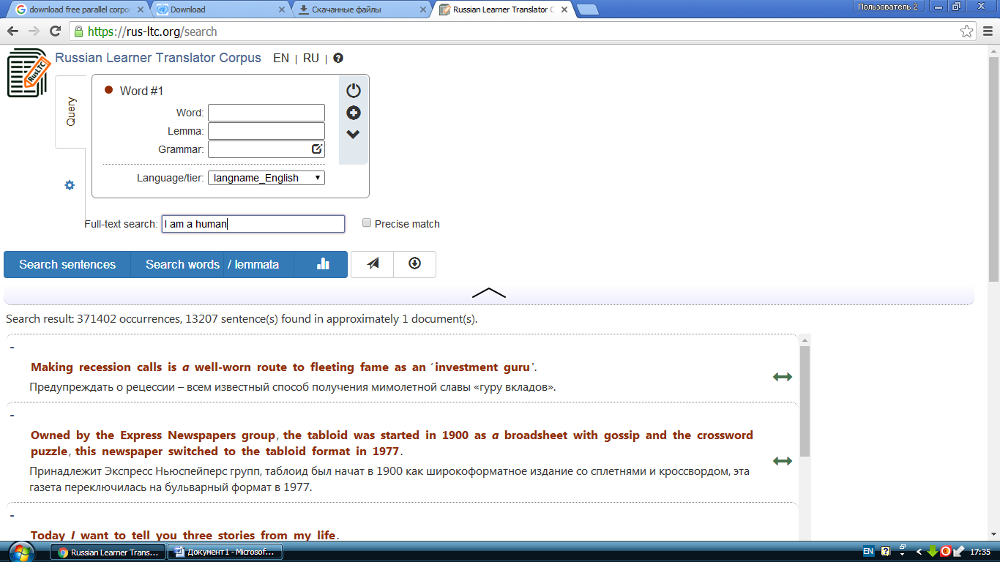 download free parallel corpo
Download
Скачанные файлы
Russian Learner Translator C
Пользователь 2
https://rus-ltc.org/search
RusLTC
Russian Learner Translator Corpus EN | RU |
Query
Word #1
Word:
Lemma:
Grammar:
Language/tier: langname_English
Full-text search: I am a human
Precise match
Search sentences Search words / lemmata
Search result: 371402 occurrences, 13207 sentence(s) found in approximately 1 document(s).
-
Making recession calls is a well-worn route to fleeting fame as an 'investment guru'.
Предупреждать о рецессии – всем известный способ получения мимолетной славы «гуру вкладов».
-
Owned by the Express Newspapers group, the tabloid was started in 1900 as a broadsheet with gossip and the crossword
puzzle, this newspaper switched to the tabloid format in 1977.
Принадлежит Экспресс Ньюспейперс групп, таблоид был начат в 1900 как широкоформатное издание со сплетнями и кроссвордом, эта
газета переключилась на бульварный формат в 1977.
-
Today I want to tell you three stories from my life.
Russian Learner Trans...
Документ1 - Microsof...
EN
17:35